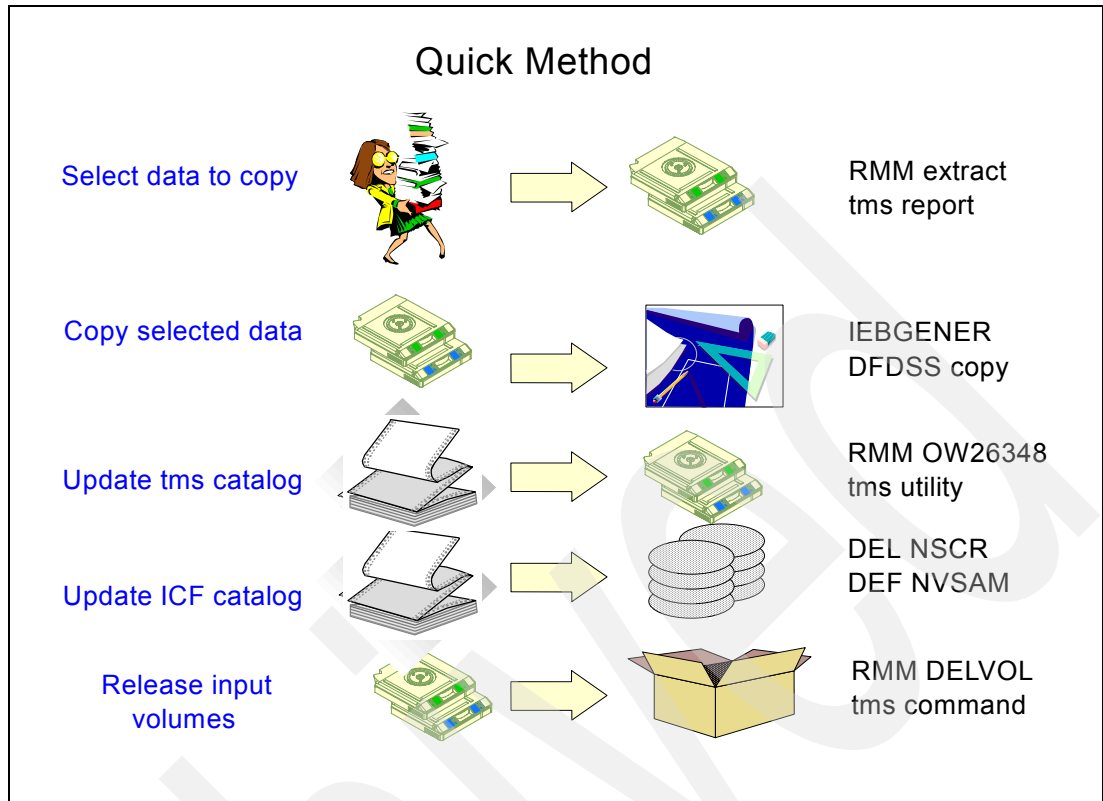 Quick Method
Select data to copy
RMM extract
tms report
Copy selected data
IEBGENER
DFDSS copy
Update tms catalog
RMM OW26348
tms utility
Update ICF catalog
DEL NSCR
DEF NVSAM
Release input
volumes
RMM DELVOL
tms command